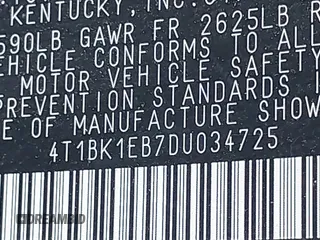 KENTUCKY, INC.
590LB GAWR FR 2625LB R
EHICLE CONFORMS TO ALL
MOTOR VEHICLE SAFETY
PREVENTION STANDARDS I
E OF MANUFACTURE SHOW
4T1BK1EB7DU034725
DREAMBID